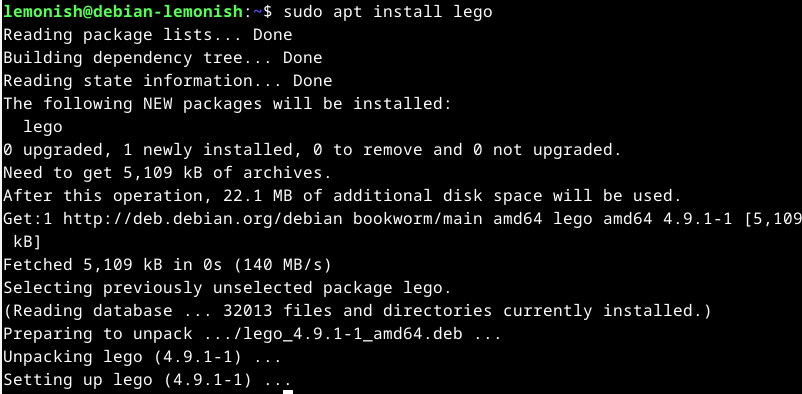 lemonish@debian-lemonish:~$ sudo apt install lego
Reading package lists... Done
Building dependency tree... Done
Reading state information... Done
The following NEW packages will be installed:
  lego
0 upgraded, 1 newly installed, 0 to remove and 0 not upgraded.
Need to get 5,109 kB of archives.
After this operation, 22.1 MB of additional disk space will be used.
Get:1 http://deb.debian.org/debian bookworm/main amd64 lego amd64 4.9.1-1 [5,109
 kB]
Fetched 5,109 kB in 0s (140 MB/s)
Selecting previously unselected package lego.
(Reading database ... 32013 files and directories currently installed.)
Preparing to unpack .../lego_4.9.1-1_amd64.deb ...
Unpacking lego (4.9.1-1) ...
Setting up lego (4.9.1-1) ...